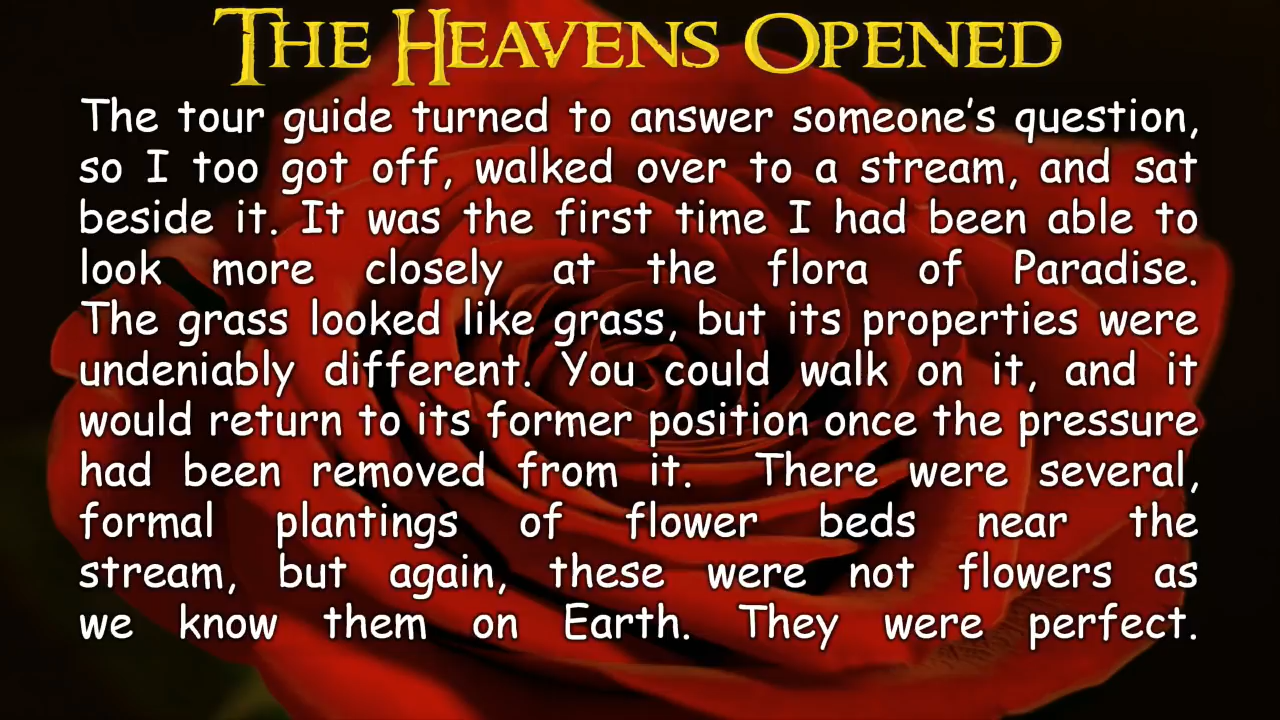 THE HEAVENS OPENED
The tour guide turned to answer someone's question,
so I too got off, walked over to a stream, and sat
beside it. It was the first time I had been able to
look more closely at the flora of Paradise.
The grass looked like grass, but its properties were
undeniably different. You could walk on it, and it
would return to its former position once the pressure
had been removed from it. There were several,
formal plantings of flower beds near the
stream, but again, these were not flowers as
we know them on Earth. They were perfect.